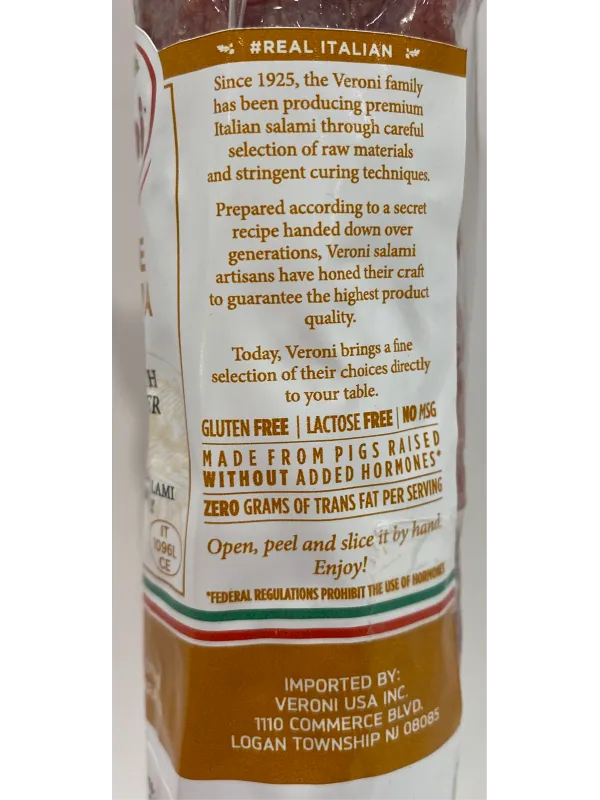 #REAL ITALIAN
Since 1925, the Veroni family
has been producing premium
Italian salami through careful
selection of raw materials
and stringent curing techniques.
Prepared according to a secret
recipe handed down over
generations, Veroni salami
artisans have honed their craft
to guarantee the highest product
quality.
Today, Veroni brings a fine
selection of their choices directly
to your table.
GLUTEN FREE | LACTOSE FREE | NO MSG
MADE FROM PIGS RAISED
WITHOUT ADDED HORMONES*
ZERO GRAMS OF TRANS FAT PER SERVING
Open, peel and slice it by hand.
Enjoy!
*FEDERAL REGULATIONS PROHIBIT THE USE OF HORMONES
IT
1096L
CE
IMPORTED BY:
VERONI USA INC.
1110 COMMERCE BLVD.
LOGAN TOWNSHIP NJ 08085